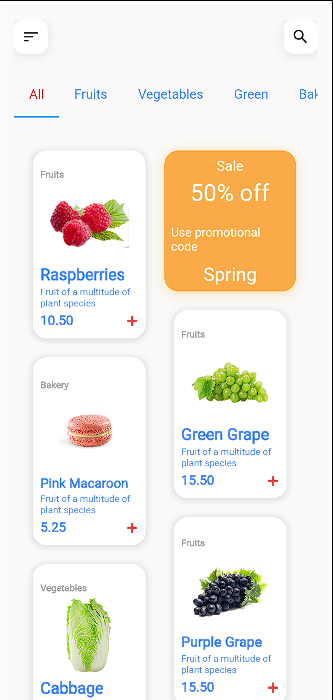 All
Fruits
Vegetables
Green
Bak
Fruits
Raspberries
Fruit of a multitude of
plant species
10.50
+
Sale
50% off
Use promotional
code
Spring
Bakery
Pink Macaroon
Fruit of a multitude of
plant species
5.25
+
Fruits
Green Grape
Fruit of a multitude of
plant species
15.50
+
Vegetables
Cabbage
Fruits
Purple Grape
Fruit of a multitude of
plant species
15.50
+